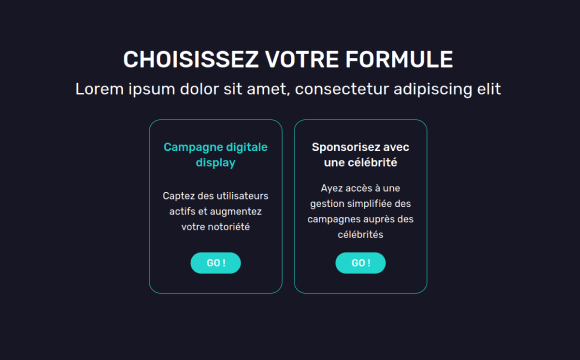 CHOISISSEZ VOTRE FORMULE
Lorem ipsum dolor sit amet, consectetur adipiscing elit
Campagne digitale
display
Captez des utilisateurs
actifs et augmentez
votre notoriété
GO !
Sponsorisez avec
une célébrité
Ayez accès à une
gestion simplifiée des
campagnes auprès des
célébrités
GO !